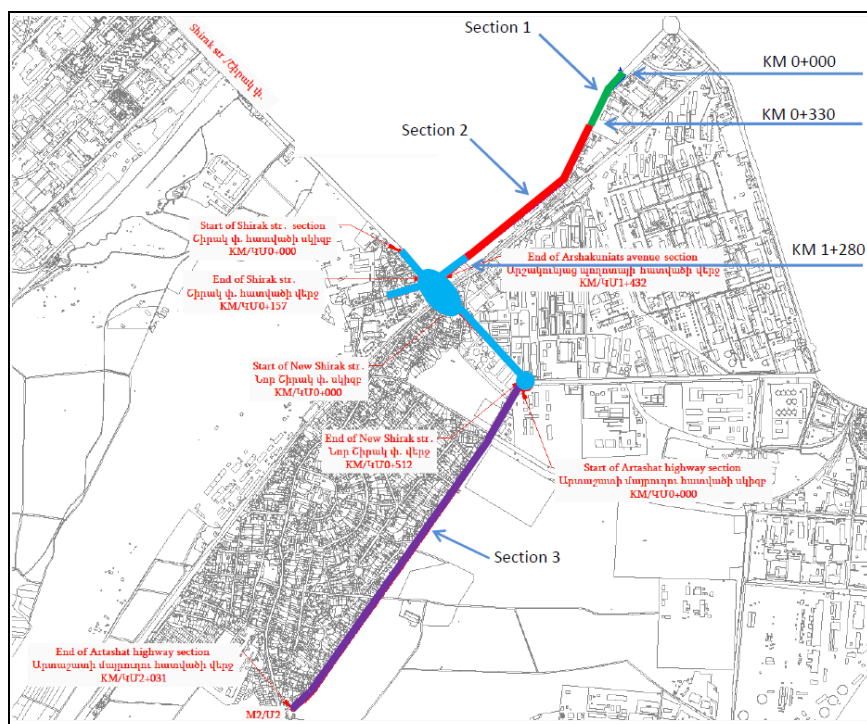 Shirak str./Շիրակ փ.
Section 1
KM 0+000
KM 0+330
Section 2
Start of Shirak str. section
Շիրակ փ. հատվածի սկիզբ
KM/ԿՄ0+000
End of Shirak str.
Շիրակ փ. հատվածի վերջ
KM/ԿՄ0+157
KM 1+280
End of Arshakuniats avenue section
Արշակունյաց պողոտայի հատվածի վերջ
KM/ԿՄ1+432
Start of New Shirak str.
Նոր Շիրակ փ. սկիզբ
KM/ԿՄ0+000
End of New Shirak str.
Նոր Շիրակ փ. վերջ
KM/ԿՄ0+512
Start of Artashat highway section
Արտաշատի մայրուղու հատվածի սկիզբ
KM/ԿՄ0+000
Section 3
End of Artashat highway section
Արտաշատի մայրուղու հատվածի վերջ
KM/ԿՄ2+031
M2/Մ2